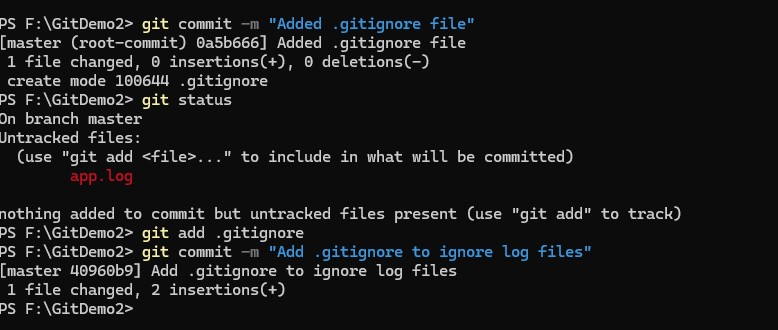 PS F:\GitDemo2> git commit -m "Added .gitignore file"
[master (root-commit) 0a5b666] Added .gitignore file
 1 file changed, 0 insertions(+), 0 deletions(-)
 create mode 100644 .gitignore
PS F:\GitDemo2> git status
On branch master
Untracked files:
  (use "git add <file>..." to include in what will be committed)
        app.log

nothing added to commit but untracked files present (use "git add" to track)
PS F:\GitDemo2> git add .gitignore
PS F:\GitDemo2> git commit -m "Add .gitignore to ignore log files"
[master 40960b9] Add .gitignore to ignore log files
 1 file changed, 2 insertions(+)
PS F:\GitDemo2>